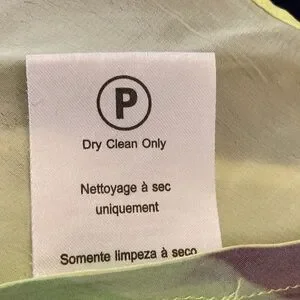 P
Dry Clean Only
Nettoyage à sec
uniquement
Somente limpeza à seco